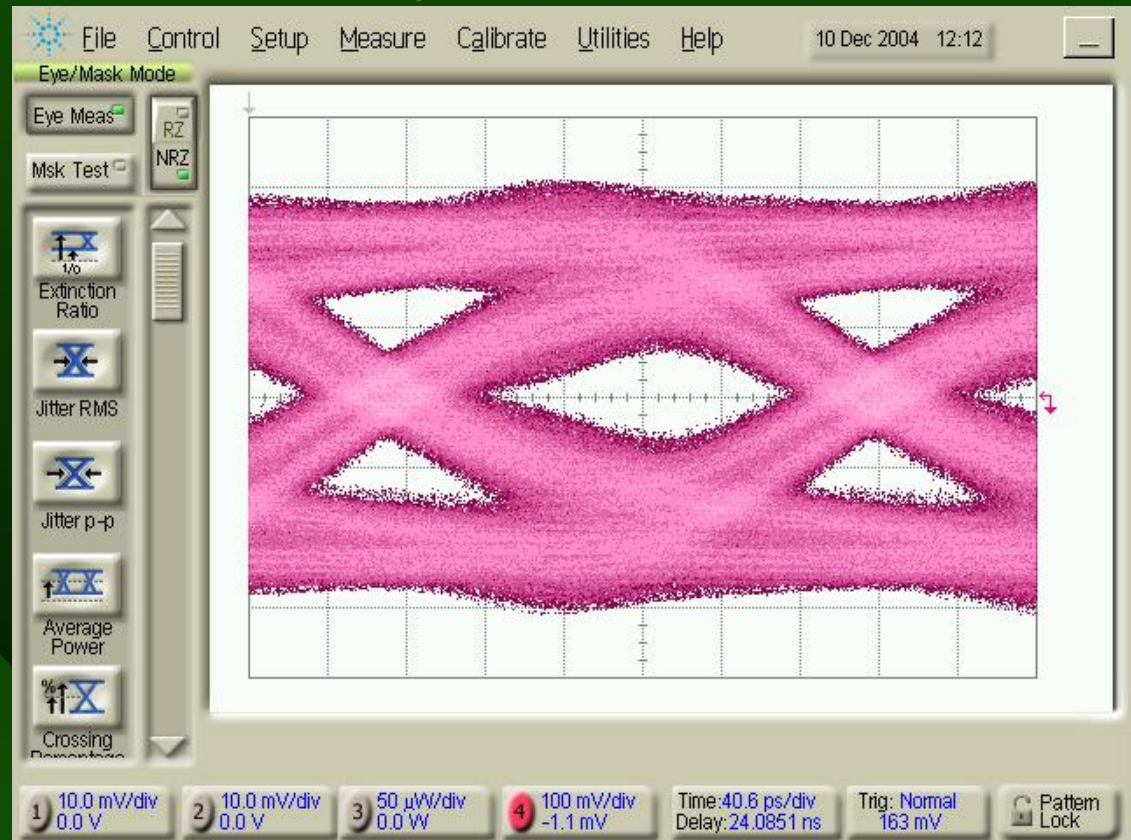 File Control Setup Measure Calibrate Utilities Help 10 Dec 2004 12:12
Eye/Mask Mode
Eye Meas
RZ
NRZ
Msk Test
1/0
Extinction
Ratio
Jitter RMS
Jitter p-p
Average
Power
%
Crossing
1) 10.0 mV/div
0.0 V
2) 10.0 mV/div
0.0 V
3) 50 µW/div
0.0 W
4) 100 mV/div
-1.1 mV
Time:40.6 ps/div
Delay:24.0851 ns
Trig: Normal
163 mV
Pattern
Lock